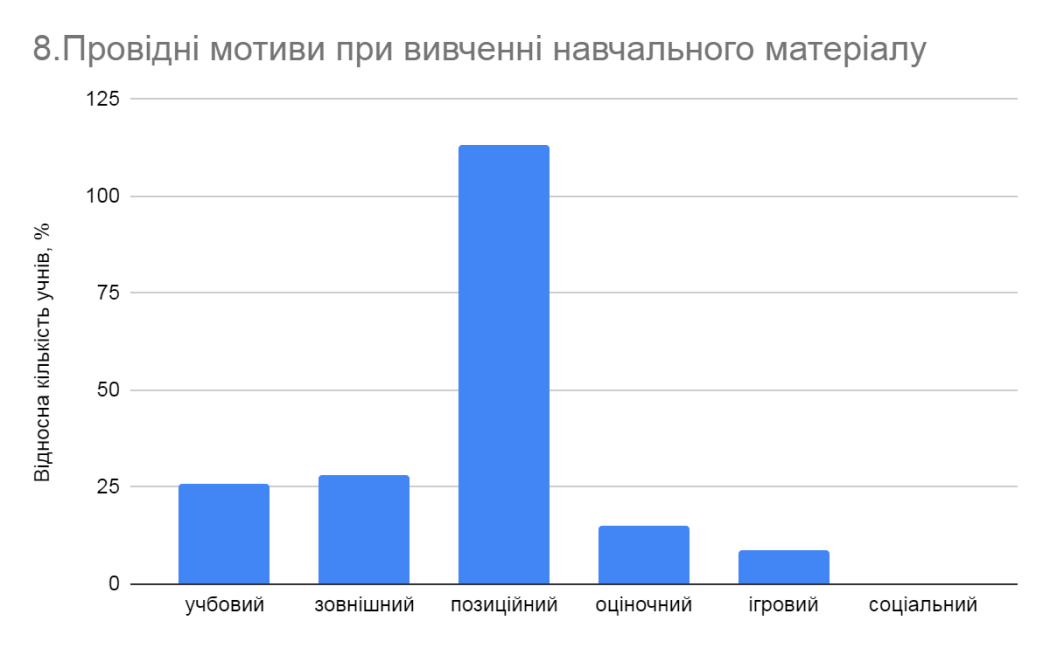 8.Провідні мотиви при вивченні навчального матеріалу
125
100
75
50
25
0
Відносна кількість учнів, %
учбовий зовнішний позиційний оціночний ігровий соціальний